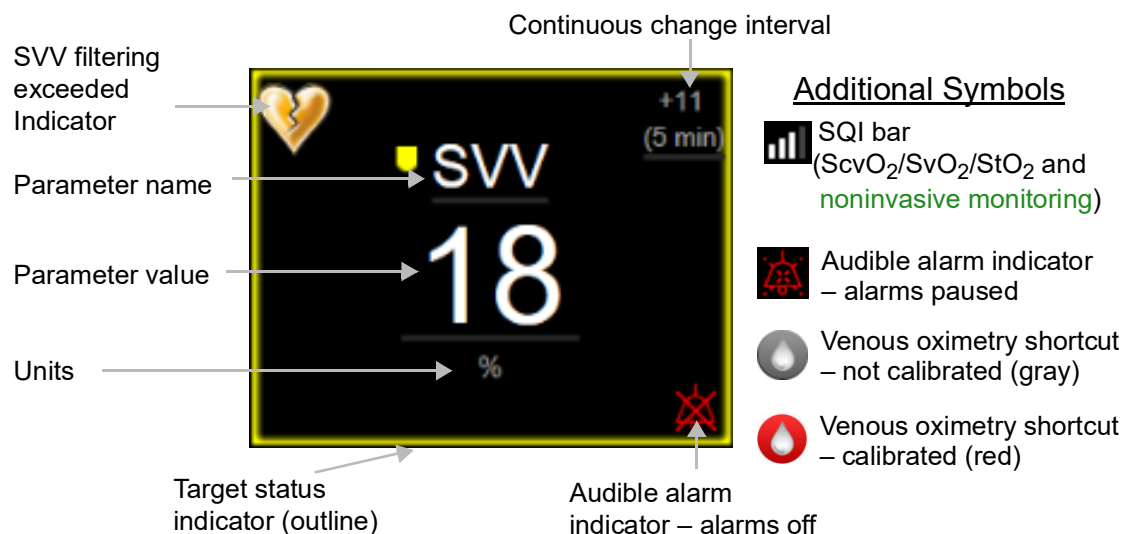 Continuous change interval
SVV filtering
exceeded
Indicator
Parameter name
Parameter value
Units
+11
(5 min)
SVV
18
%
Target status
indicator (outline)
Audible alarm
indicator – alarms off
Additional Symbols
SQI bar
(ScvO2/SvO2/StO2 and
noninvasive monitoring)
Audible alarm indicator
– alarms paused
Venous oximetry shortcut
– not calibrated (gray)
Venous oximetry shortcut
– calibrated (red)